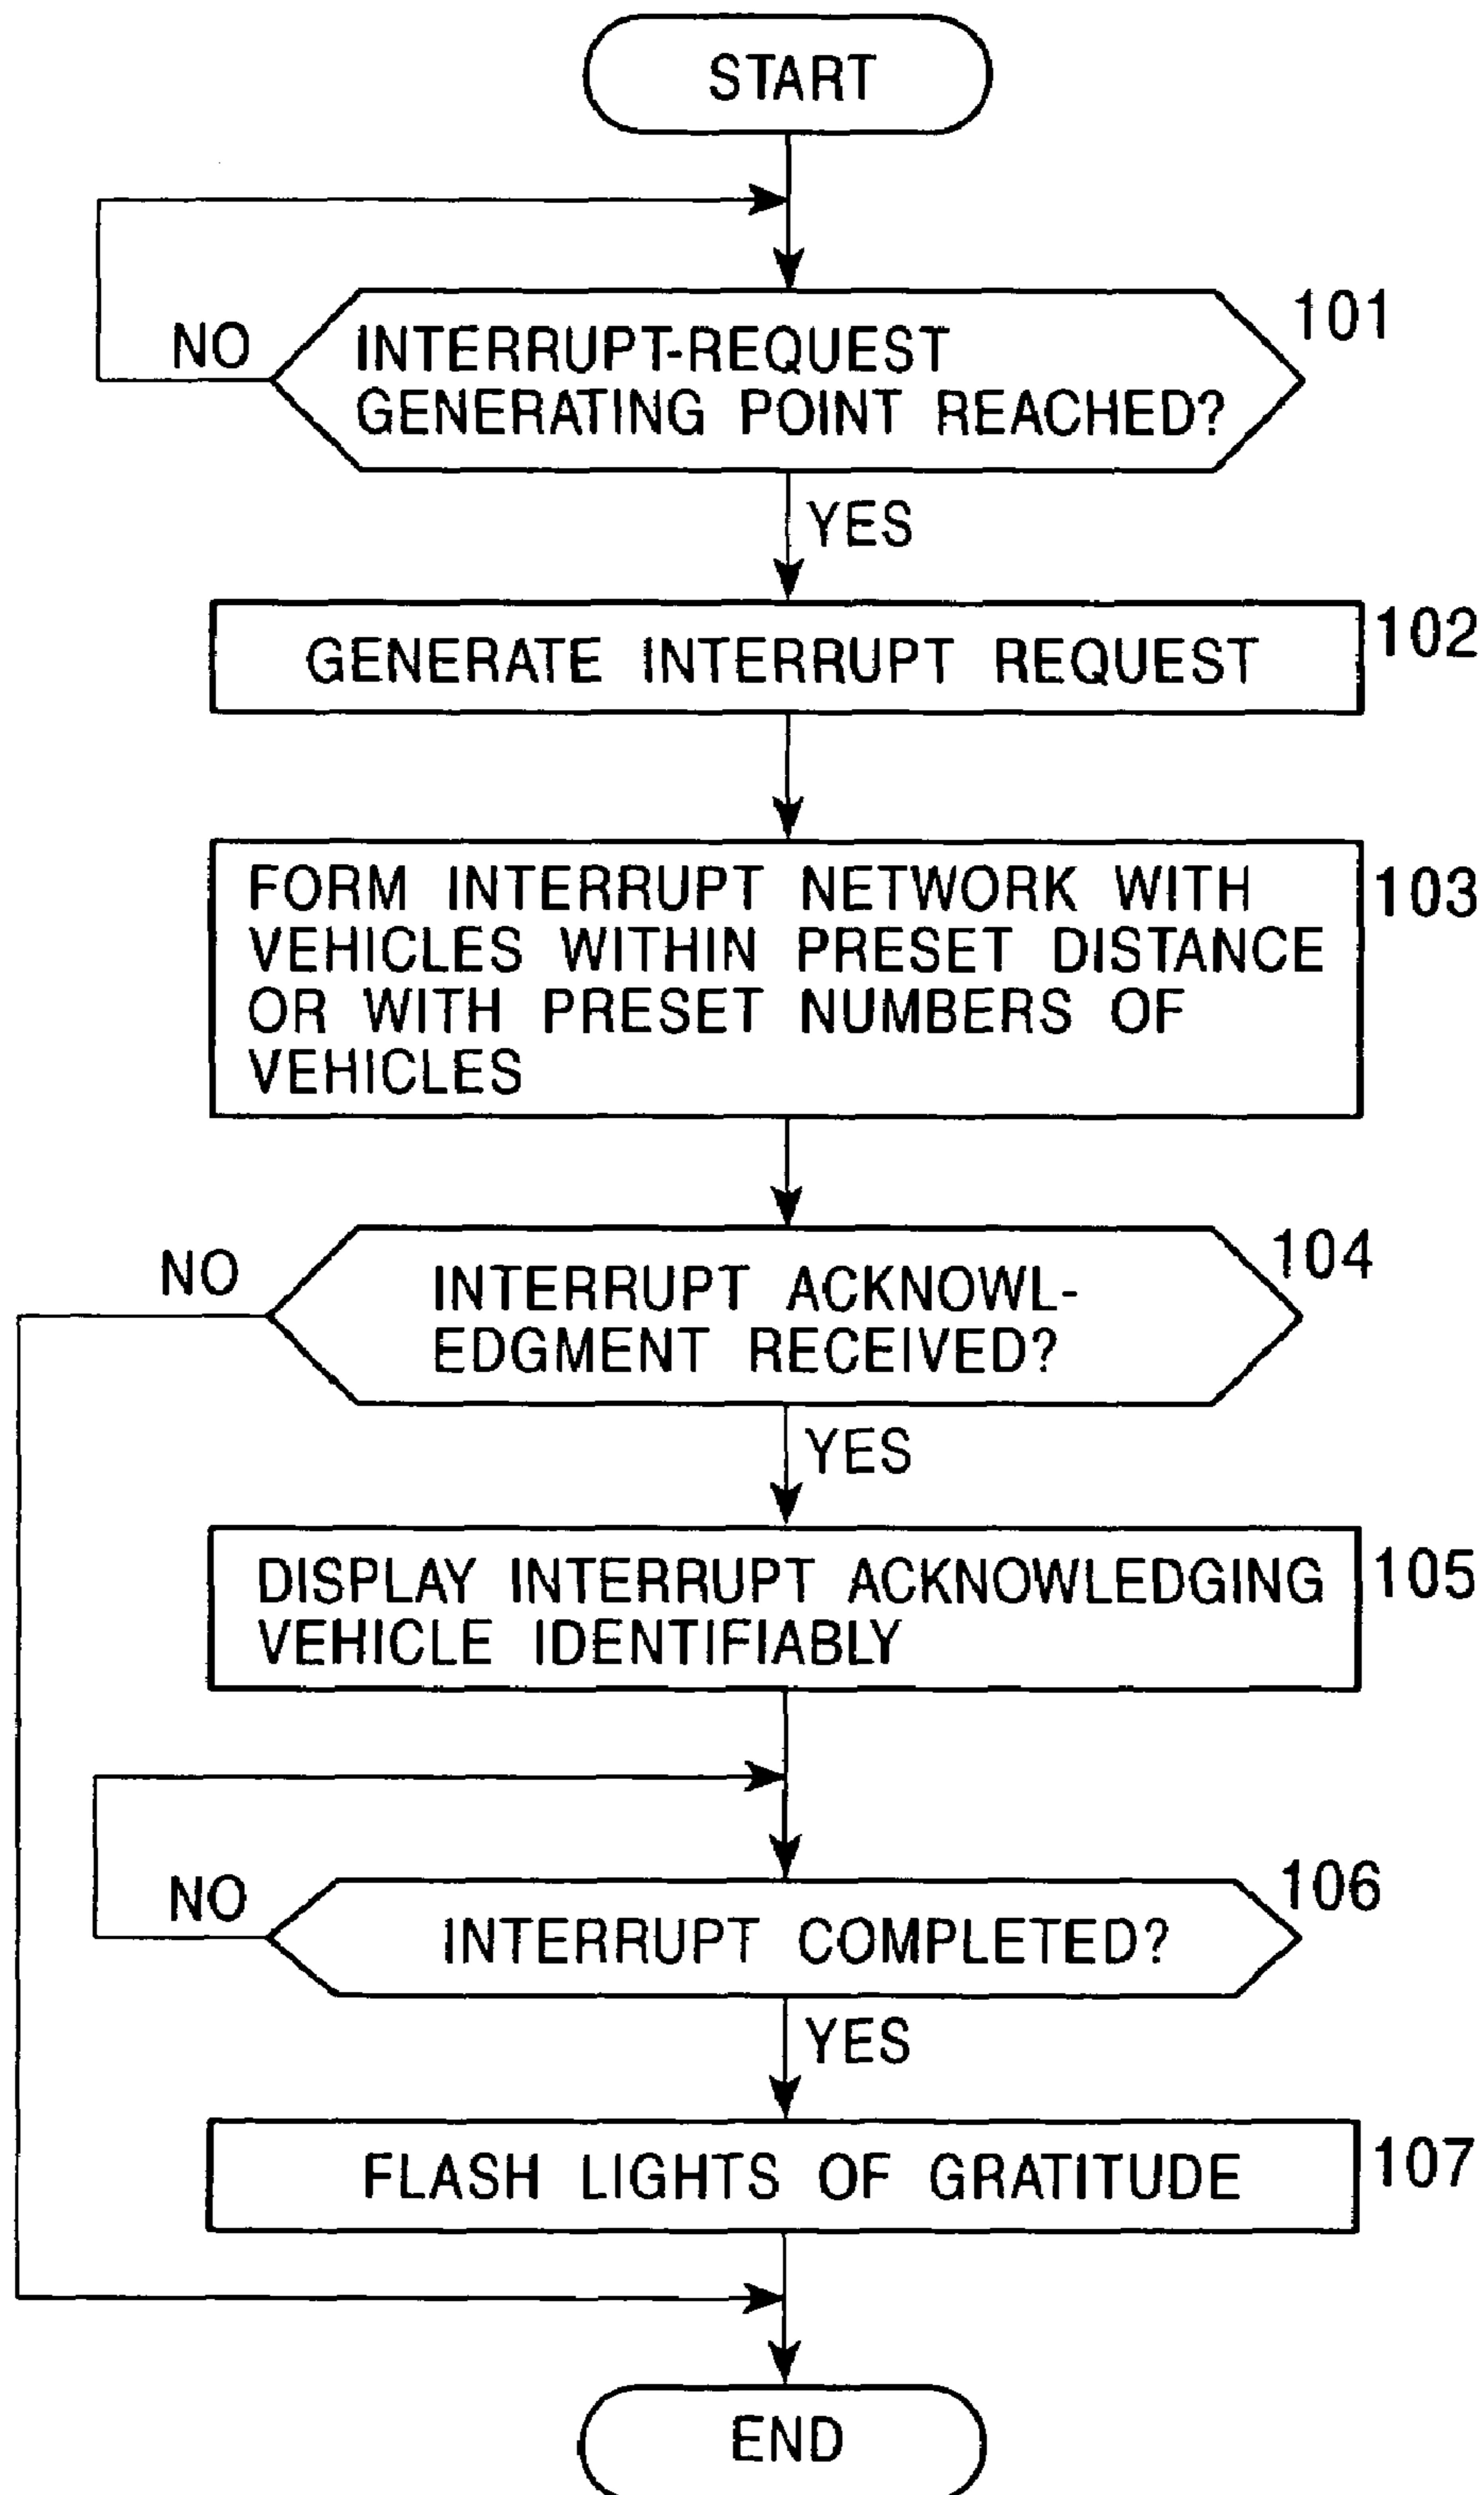 START
101
NO
INTERRUPT-REQUEST
GENERATING POINT REACHED?
YES
102
GENERATE INTERRUPT REQUEST
103
FORM INTERRUPT NETWORK WITH
VEHICLES WITHIN PRESET DISTANCE
OR WITH PRESET NUMBERS OF
VEHICLES
104
NO
INTERRUPT ACKNOWL-
EDGMENT RECEIVED?
YES
105
DISPLAY INTERRUPT ACKNOWLEDGING
VEHICLE IDENTIFIABLY
106
NO
INTERRUPT COMPLETED?
YES
107
FLASH LIGHTS OF GRATITUDE
END